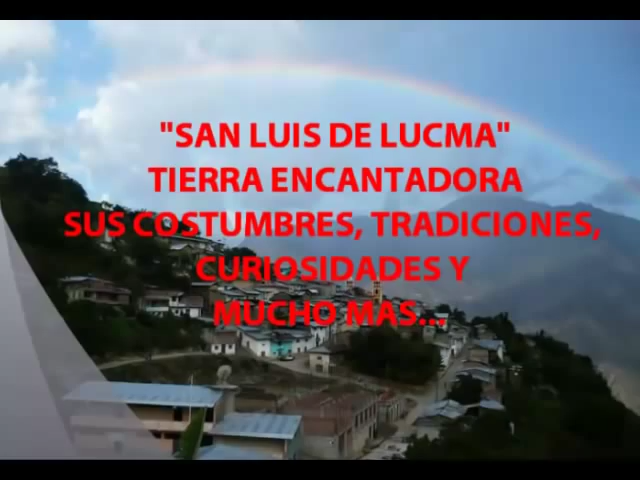 "SAN LUIS DE LUCMA"
TIERRA ENCANTADORA
SUS COSTUMBRES, TRADICIONES,
CURIOSIDADES Y
MUCHO MAS...